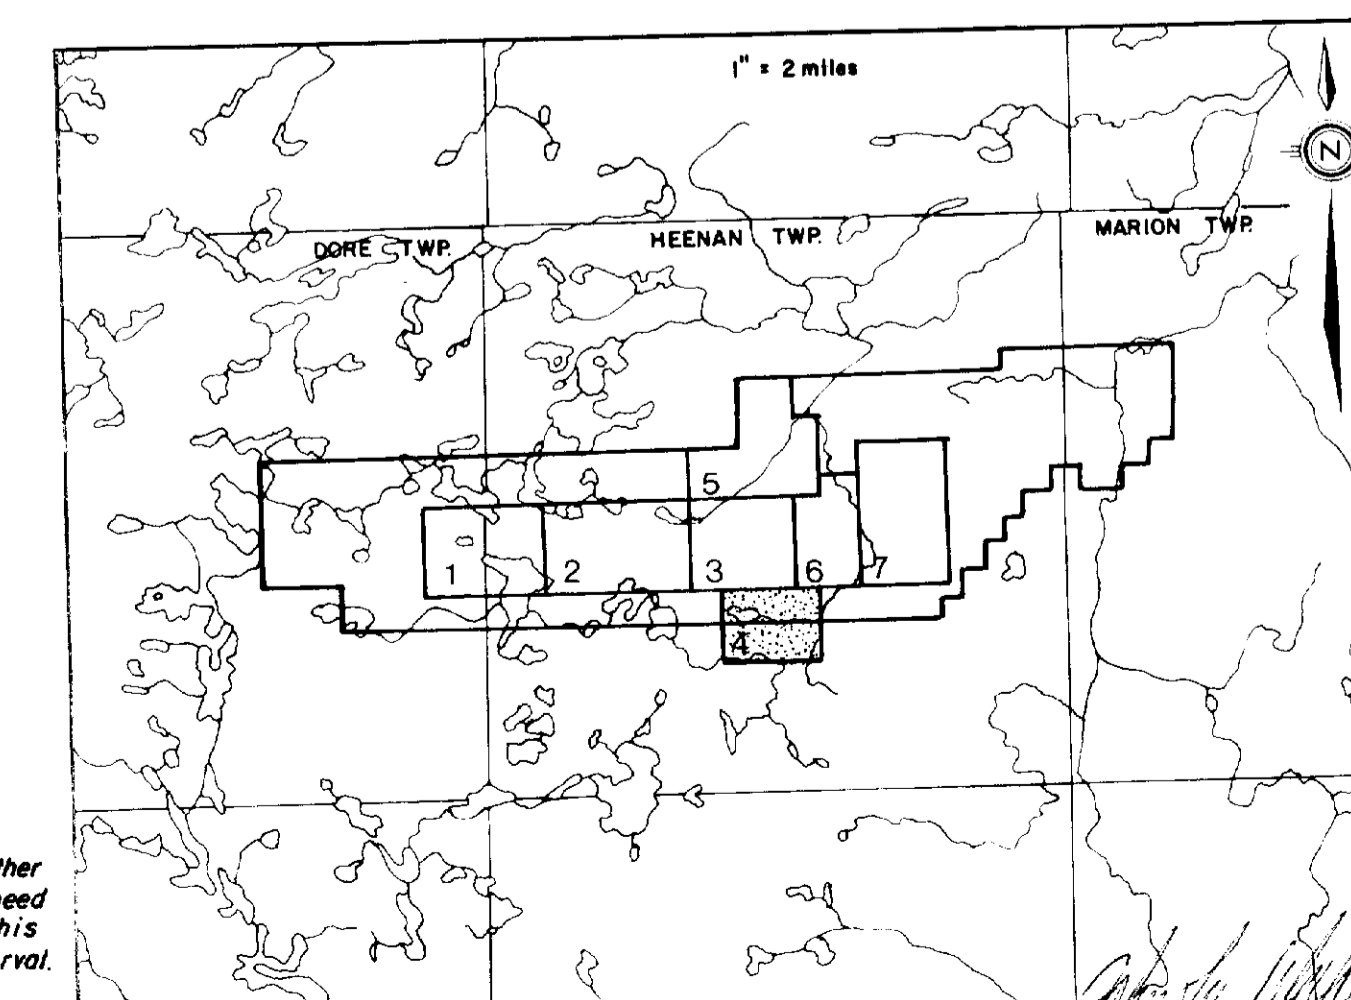 1" = 2 miles
N
DORE TWP.
HEENAN TWP.
MARION TWP.
5
1
2
3
6
7
4
ther
eed
his
rval.